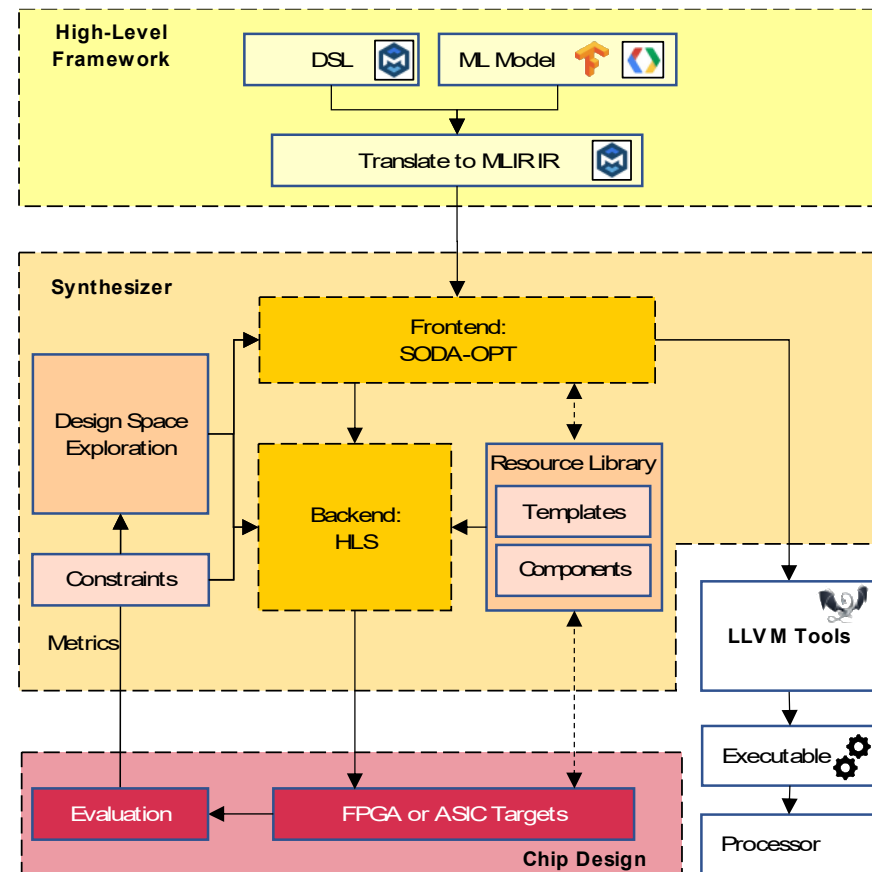 High-Level
Framework
DSL
ML Model
Translate to MLIR IR
Synthesizer
Frontend:
SODA-OPT
Design Space
Exploration
Resource Library
Templates
Components
Backend:
HLS
Constraints
Metrics
LLVM Tools
Executable
Evaluation
FPGA or ASIC Targets
Chip Design
Processor